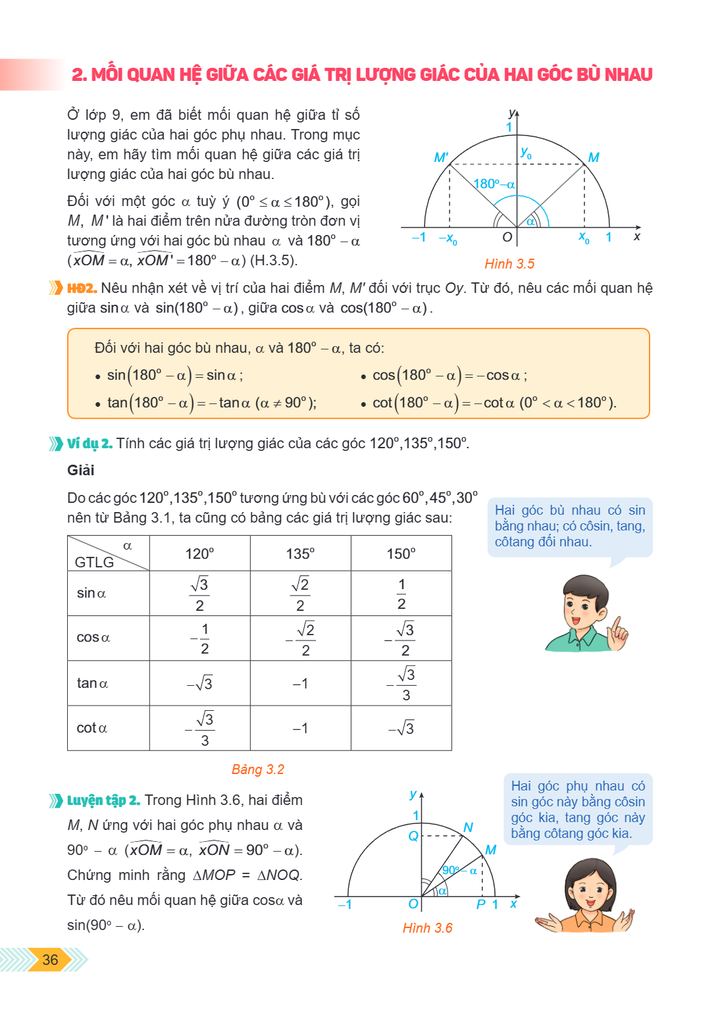 2. MỐI QUAN HỆ GIỮA CÁC GIÁ TRỊ LƯỢNG GIÁC CỦA HAI GÓC BÙ NHAU
Ở lớp 9, em đã biết mối quan hệ giữa tỉ số
lượng giác của hai góc phụ nhau. Trong mục
này, em hãy tìm mối quan hệ giữa các giá trị
lượng giác của hai góc bù nhau.
Đối với một góc α tuỳ ý (0° ≤ α ≤ 180°), gọi
M, M' là hai điểm trên nửa đường tròn đơn vị
tương ứng với hai góc bù nhau α và 180° – α
(xOM = α, xOM' = 180° – α) (H.3.5).
y
1
y₀
M'
M
180°–α
α
–1
–x₀
O
x₀
1
x
Hình 3.5
HĐ2. Nêu nhận xét về vị trí của hai điểm M, M' đối với trục Oy. Từ đó, nêu các mối quan hệ
giữa sin α và sin(180° – α), giữa cos α và cos(180° – α).
Đối với hai góc bù nhau, α và 180° – α, ta có:
• sin(180° – α) = sin α ;
• cos(180° – α) = –cos α ;
• tan(180° – α) = –tan α (α ≠ 90°);
• cot(180° – α) = –cot α (0° < α < 180°).
Ví dụ 2. Tính các giá trị lượng giác của các góc 120°,135°,150°.
Giải
Do các góc 120°,135°,150° tương ứng bù với các góc 60°,45°,30°
nên từ Bảng 3.1, ta cũng có bảng các giá trị lượng giác sau:
Hai góc bù nhau có sin
bằng nhau; có côsin, tang,
côtang đối nhau.
GTLG α 120° 135° 150°
sin α √3/2 √2/2 1/2
cos α –1/2 –√2/2 –√3/2
tan α –√3 –1 –√3/3
cot α –√3/3 –1 –√3
Bảng 3.2
Luyện tập 2. Trong Hình 3.6, hai điểm
M, N ứng với hai góc phụ nhau α và
90° – α (xOM = α, xON = 90° – α).
Chứng minh rằng ΔMOP = ΔNOQ.
Từ đó nêu mối quan hệ giữa cosα và
sin(90° – α).
y
1
Q
N
M
90°– α
α
–1
O
P
1
x
Hình 3.6
Hai góc phụ nhau có
sin góc này bằng côsin
góc kia, tang góc này
bằng côtang góc kia.
36